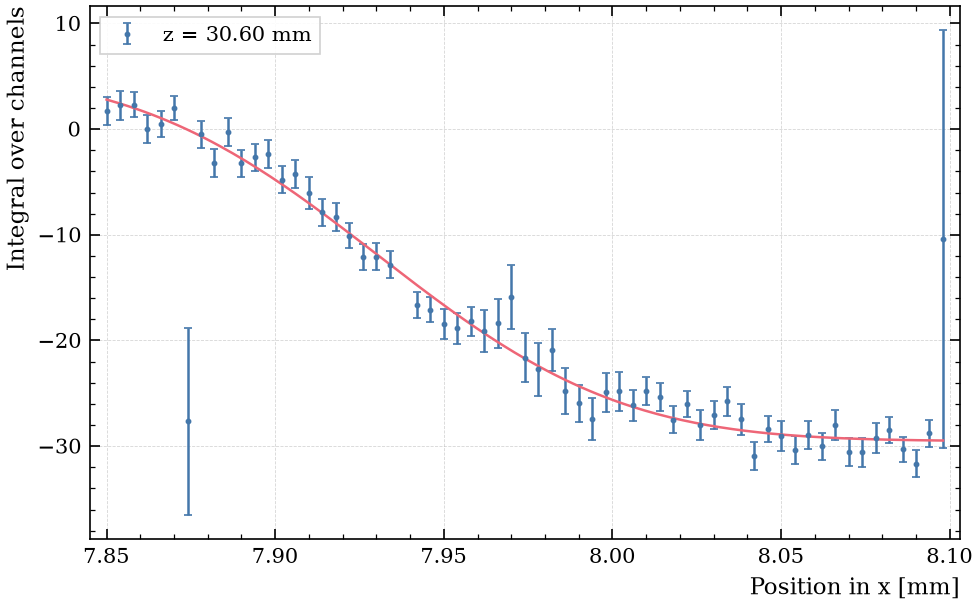 Integral over channels
z = 30.60 mm
10
0
−10
−20
−30
7.85 7.90 7.95 8.00 8.05 8.10
Position in x [mm]